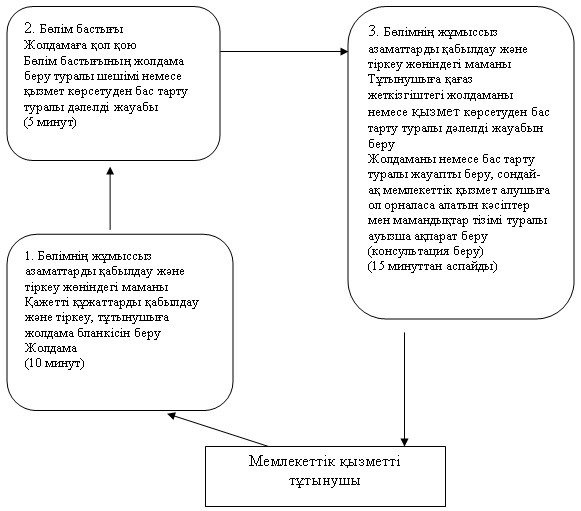 2. Бөлім бастығы
Жолдамаға қол қою
Бөлім бастығының жолдама
беру туралы шешімі немесе
қызмет көрсетуден бас тарту
туралы дәлелді жауабы
(5 минут)
3. Бөлімнің жұмыссыз
азаматтарды қабылдау және
тіркеу жөніндегі маманы
Тұтынушыға қағаз
жеткізгіштегі жолдаманы
немесе қызмет көрсетуден бас
тарту туралы дәлелді жауабын
беру
Жолдаманы немесе бас тарту
туралы жауапты беру, сондай-
ақ мемлекеттік қызмет алушыға
ол орналаса алатын кәсіптер
мен мамандықтар тізімі туралы
ауызша ақпарат беру
(консультация беру)
(15 минуттан аспайды)
1. Бөлімнің жұмыссыз
азаматтарды қабылдау және
тіркеу жөніндегі маманы
Қажетті құжаттарды қабылдау
және тіркеу, тұтынушыға
жолдама бланкісін беру
Жолдама
(10 минут)
Мемлекеттік қызметті
тұтынушы